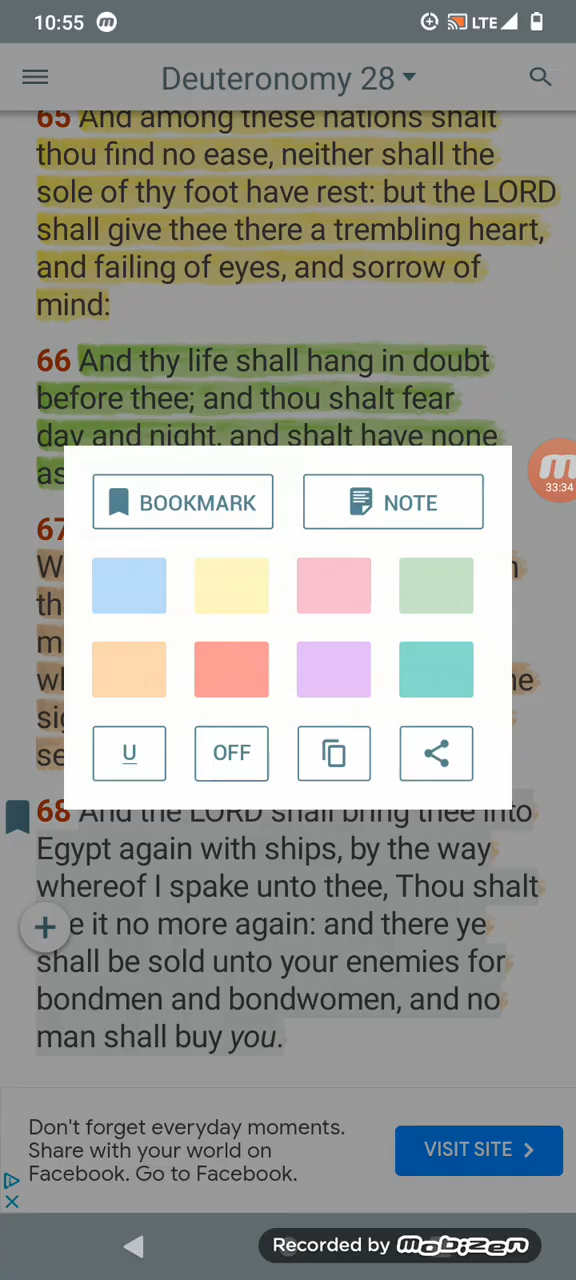 10:55 m LTE
Deuteronomy 28
65 And among these nations shalt
thou find no ease, neither shall the
sole of thy foot have rest: but the LORD
shall give thee there a trembling heart,
and failing of eyes, and sorrow of
mind:
66 And thy life shall hang in doubt
before thee; and thou shalt fear
day and night, and shalt have none
as
m
33:34
BOOKMARK NOTE
67
W
th
m
wh
he
sig
se
U OFF
68 And the LORD shall bring thee into
Egypt again with ships, by the way
whereof I spake unto thee, Thou shalt
e it no more again: and there ye
shall be sold unto your enemies for
bondmen and bondwomen, and no
man shall buy you.
Don't forget everyday moments.
Share with your world on
Facebook. Go to Facebook.
VISIT SITE
Recorded by mobizen